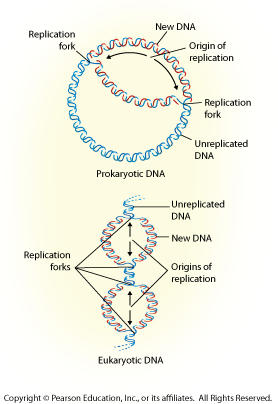 New DNA
Replication
fork
Origin of
replication
Replication
fork
Unreplicated
DNA
Prokaryotic DNA
Unreplicated
DNA
New DNA
Replication
forks
Origins of
replication
Eukaryotic DNA
Copyright © Pearson Education, Inc., or its affiliates. All Rights Reserved.